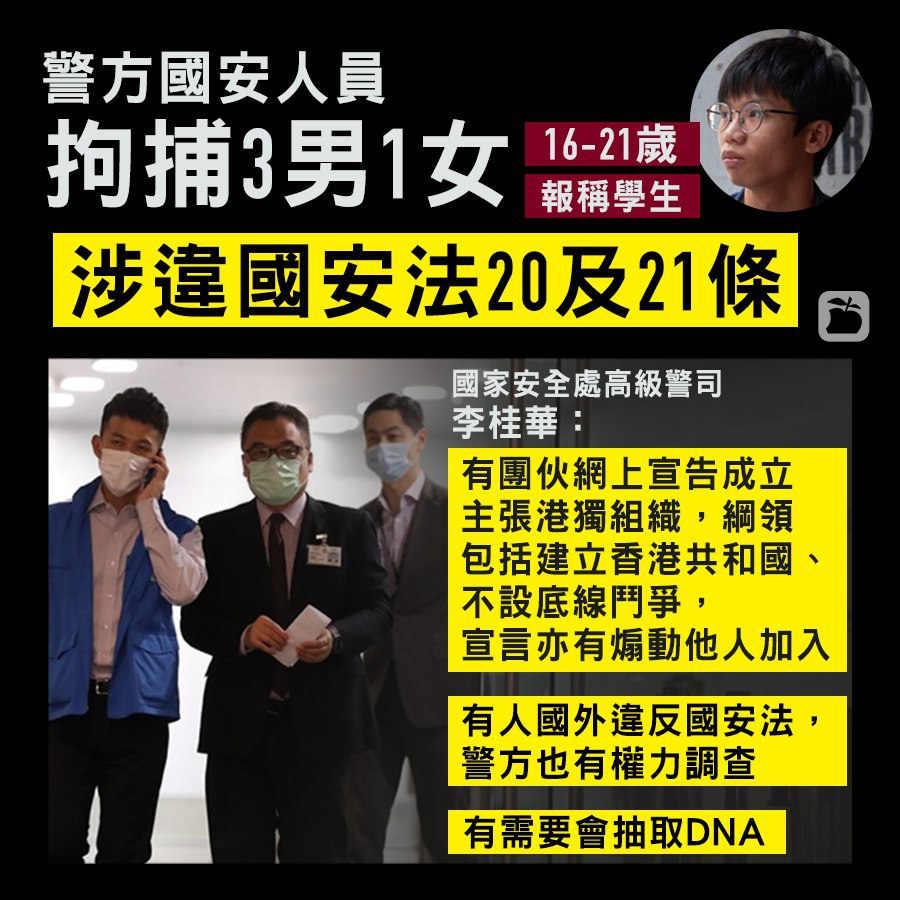 警方國安人員
拘捕3男1女
16-21歲
報稱學生
涉違國安法20及21條
國家安全處高級警司
李桂華：
有團伙網上宣告成立
主張港獨組織，綱領
包括建立香港共和國、
不設底線鬥爭，
宣言亦有煽動他人加入
有人國外違反國安法，
警方也有權力調查
有需要會抽取DNA